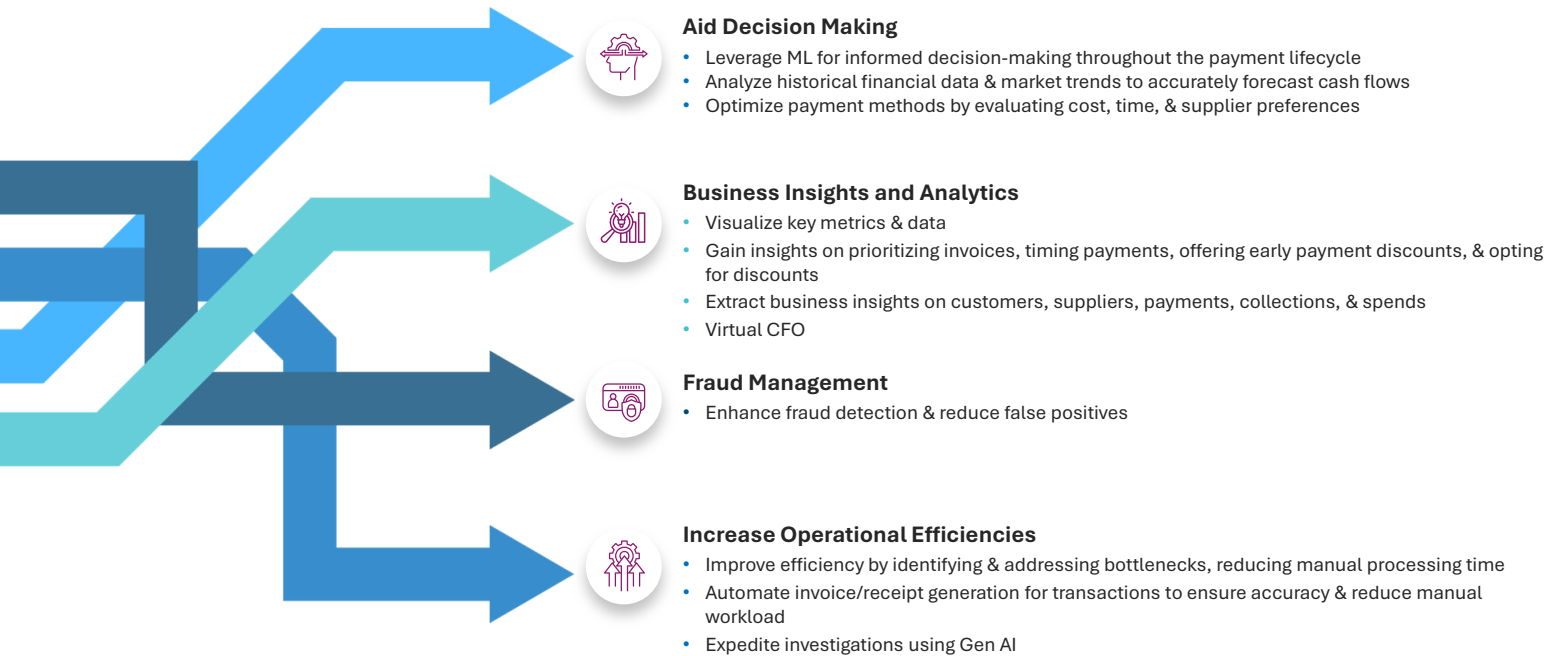 Aid Decision Making
• Leverage ML for informed decision-making throughout the payment lifecycle
• Analyze historical financial data & market trends to accurately forecast cash flows
• Optimize payment methods by evaluating cost, time, & supplier preferences
Business Insights and Analytics
• Visualize key metrics & data
• Gain insights on prioritizing invoices, timing payments, offering early payment discounts, & opting
for discounts
• Extract business insights on customers, suppliers, payments, collections, & spends
• Virtual CFO
Fraud Management
• Enhance fraud detection & reduce false positives
Increase Operational Efficiencies
• Improve efficiency by identifying & addressing bottlenecks, reducing manual processing time
• Automate invoice/receipt generation for transactions to ensure accuracy & reduce manual
workload
• Expedite investigations using Gen AI